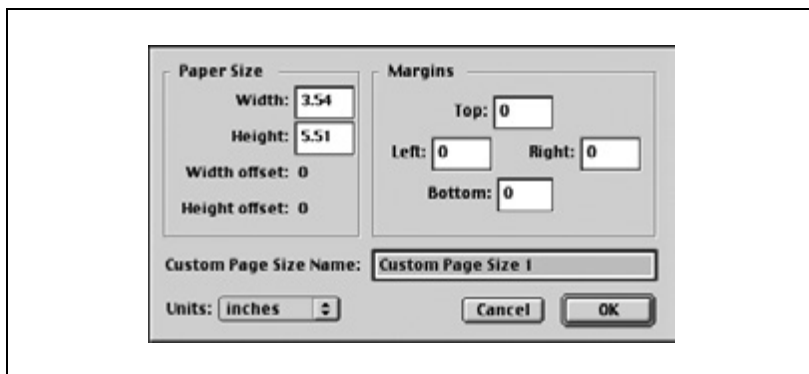 Paper Size
Width: 3.54
Height: 5.51
Width offset: 0
Height offset: 0
Margins
Top: 0
Left: 0 Right: 0
Bottom: 0
Custom Page Size Name: Custom Page Size 1
Units: inches Cancel OK